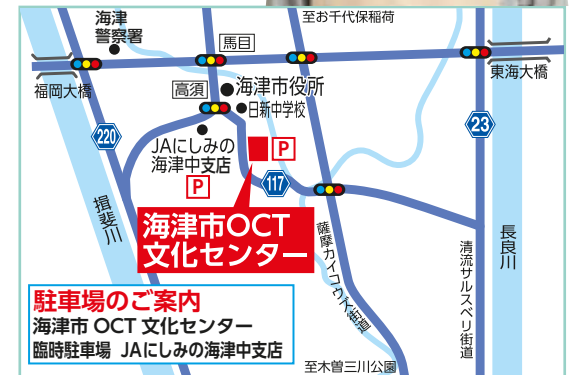 海津
警察署
至お千代保稲荷
馬目
福岡大橋
東海大橋
高須
海津市役所
日新中学校
220
23
JAにしみの
海津中支店
P
P
117
揖斐川
海津市OCT
文化センター
薩摩カイコウズ街道
長良川
清流サルスベリ街道
駐車場のご案内
海津市 OCT 文化センター
臨時駐車場 JAにしみの海津中支店
至木曽三川公園